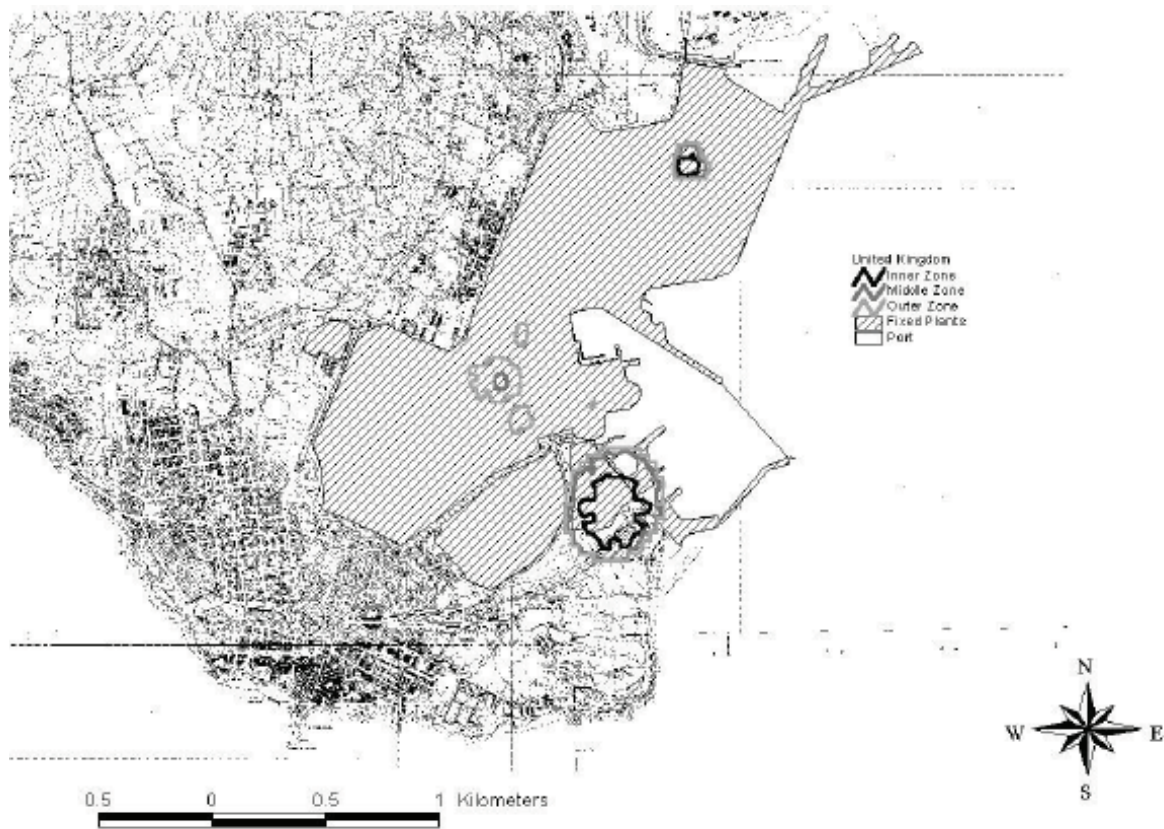 United Kingdom
Inner Zone
Middle Zone
Outer Zone
Fixed Plants
Port
N
W E
S
0.5 0 0.5 1 Kilometers